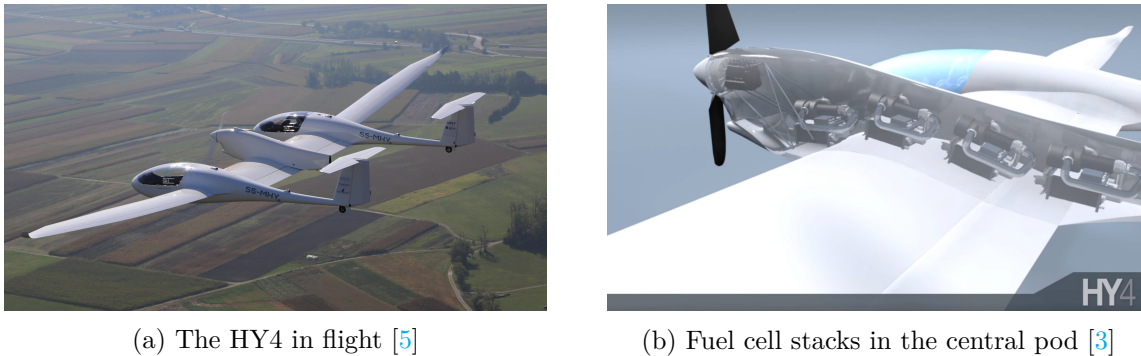 S5-MHY
S5-MHY
HY4
(a) The HY4 in flight [5]
(b) Fuel cell stacks in the central pod [3]